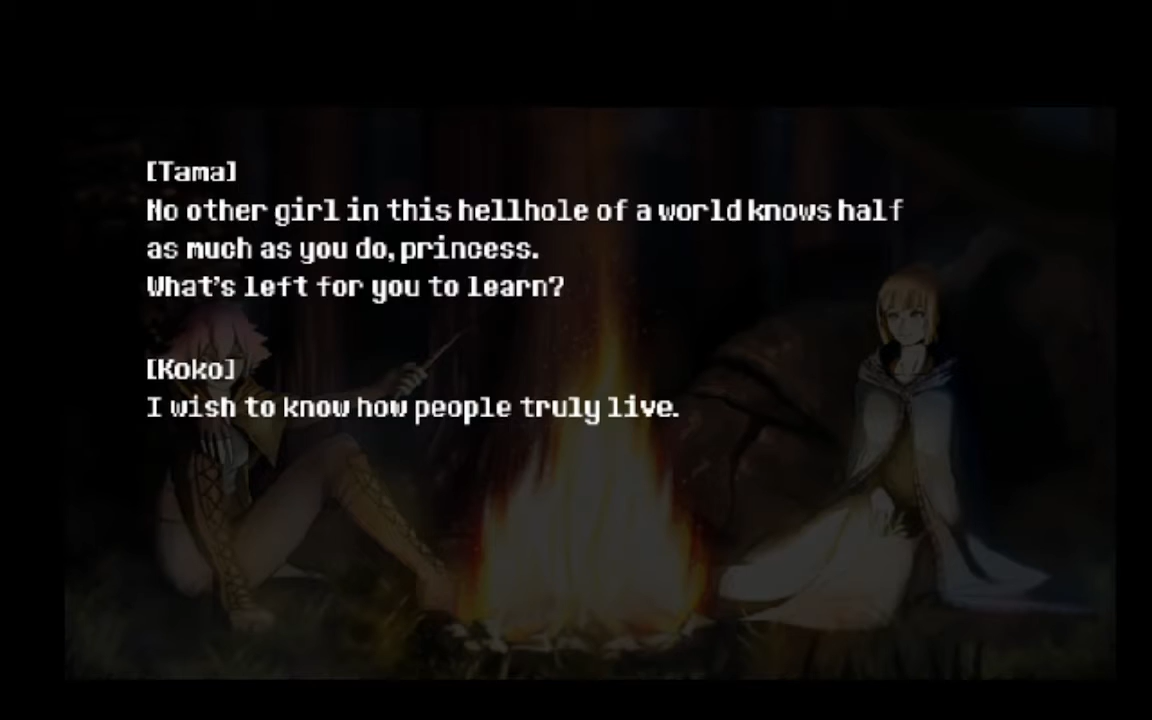 [Tama]
No other girl in this hellhole of a world knows half
as much as you do, princess.
What's left for you to learn?
[Koko]
I wish to know how people truly live.